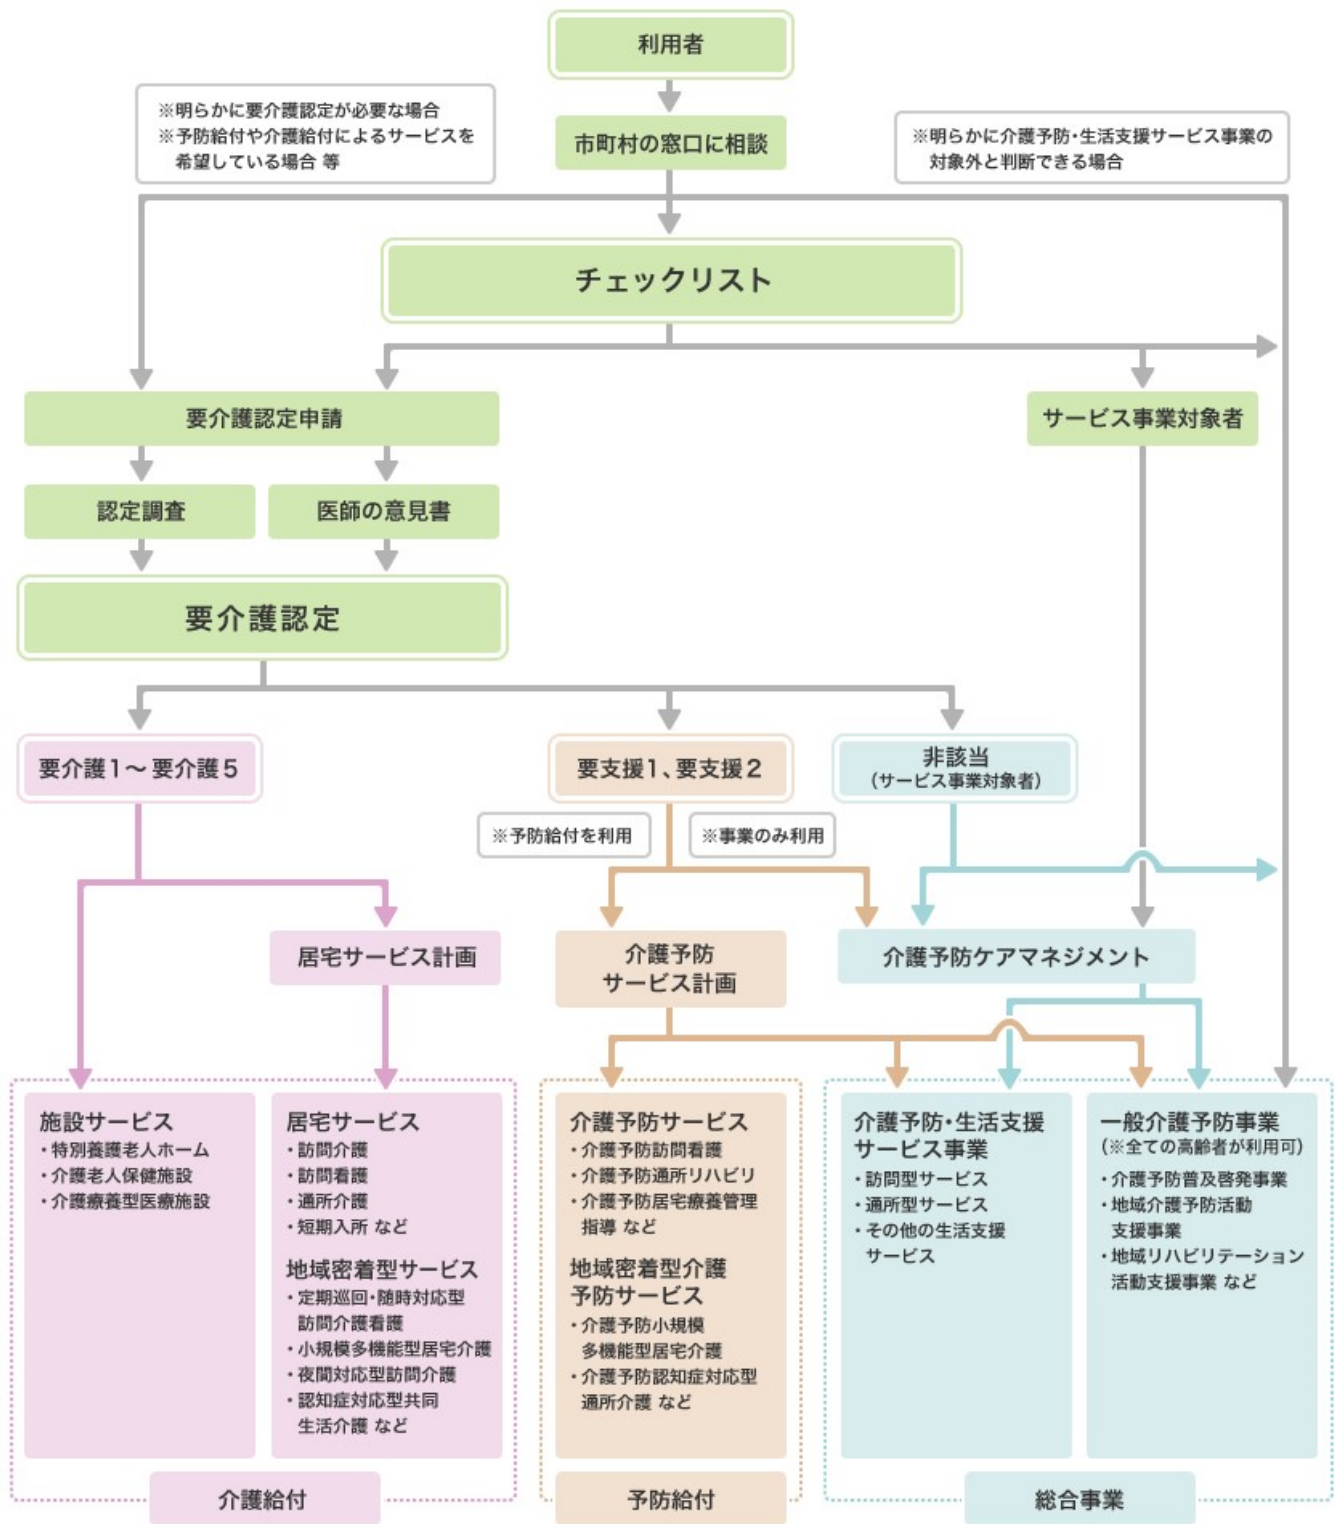 利用者
※明らかに要介護認定が必要な場合
※予防給付や介護給付によるサービスを
希望している場合 等
市町村の窓口に相談
※明らかに介護予防・生活支援サービス事業の
対象外と判断できる場合
チェックリスト
要介護認定申請
サービス事業対象者
認定調査
医師の意見書
要介護認定
要介護1〜要介護5
要支援1、要支援2
非該当
(サービス事業対象者)
※予防給付を利用
※事業のみ利用
居宅サービス計画
介護予防
サービス計画
介護予防ケアマネジメント
施設サービス
・特別養護老人ホーム
・介護老人保健施設
・介護療養型医療施設
居宅サービス
・訪問介護
・訪問看護
・通所介護
・短期入所 など
地域密着型サービス
・定期巡回・随時対応型
訪問介護看護
・小規模多機能型居宅介護
・夜間対応型訪問介護
・認知症対応型共同
生活介護 など
介護給付
介護予防サービス
・介護予防訪問看護
・介護予防通所リハビリ
・介護予防居宅療養管理
指導 など
地域密着型介護
予防サービス
・介護予防小規模
多機能型居宅介護
・介護予防認知症対応型
通所介護 など
予防給付
介護予防・生活支援
サービス事業
・訪問型サービス
・通所型サービス
・その他の生活支援
サービス
一般介護予防事業
(※全ての高齢者が利用可)
・介護予防普及啓発事業
・地域介護予防活動
支援事業
・地域リハビリテーション
活動支援事業 など
総合事業